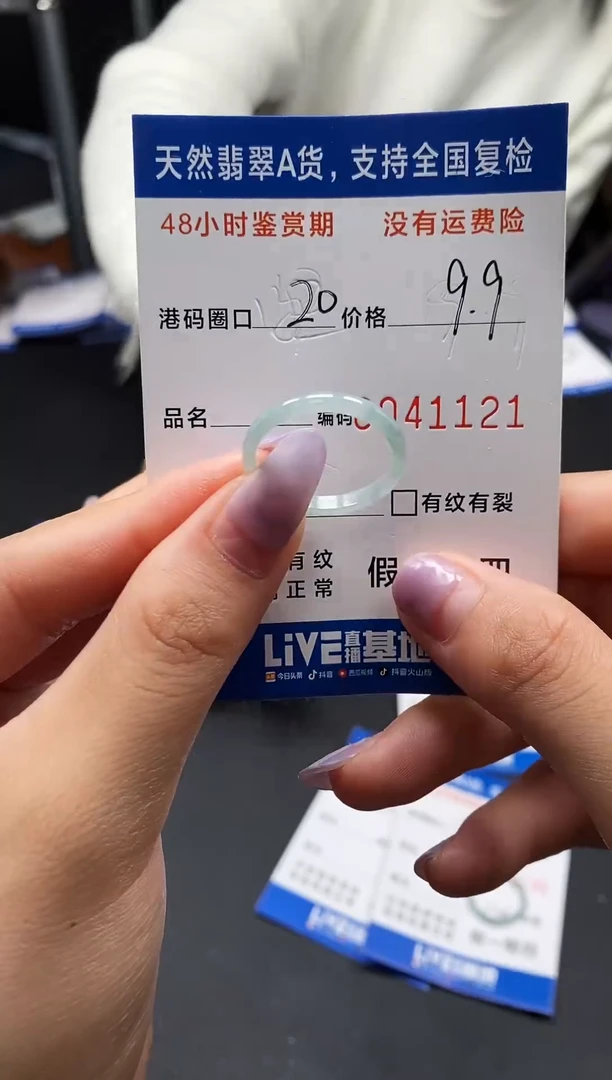 天然翡翠A货，支持全国复检
48小时鉴赏期 没有运费险
港码圈口 20 价格 9.9
品名 编码 0041121
□有纹有裂
有纹 假
正常
LiVE直播基地
今日头条 抖音 西瓜视频 抖音火山版